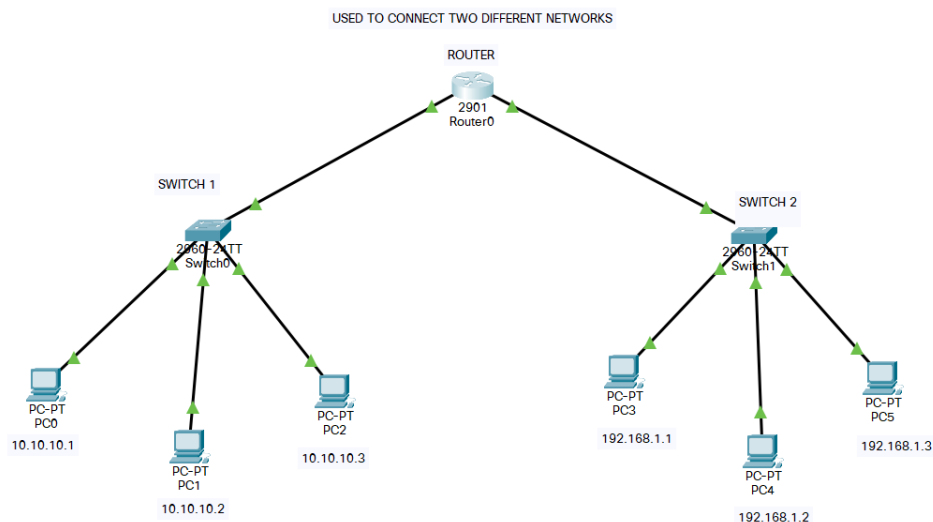 USED TO CONNECT TWO DIFFERENT NETWORKS
ROUTER
2901
Router0
SWITCH 1
2960-24TT
Switch0
SWITCH 2
2960-24TT
Switch1
PC-PT
PC0
10.10.10.1
PC-PT
PC1
10.10.10.2
PC-PT
PC2
10.10.10.3
PC-PT
PC3
192.168.1.1
PC-PT
PC4
192.168.1.2
PC-PT
PC5
192.168.1.3